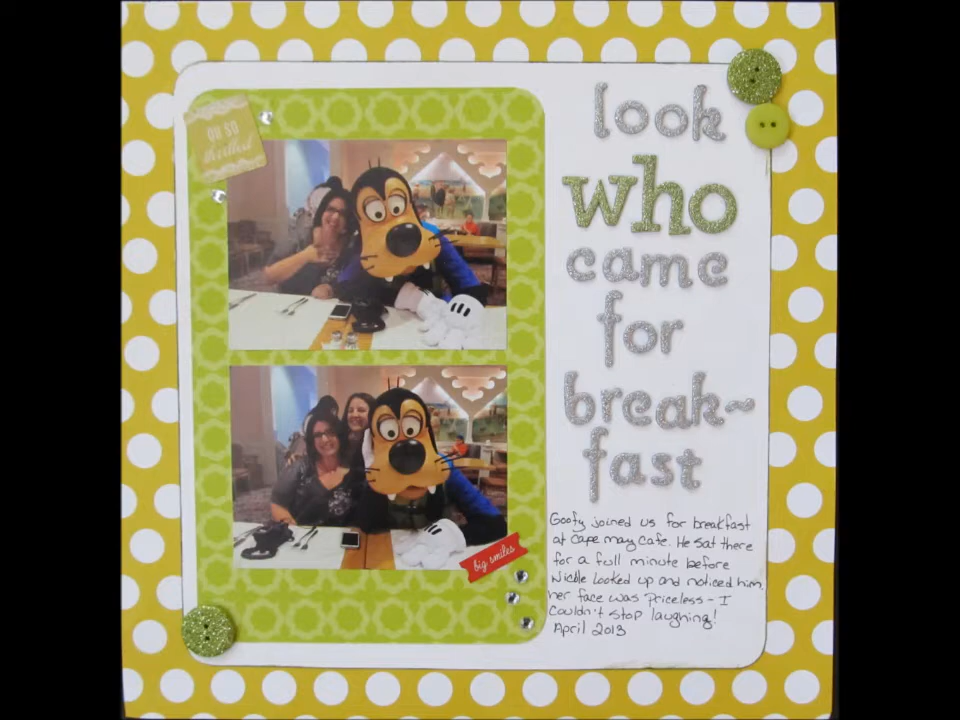 look
who
came
for
break~
fast
OH SO
thrilled
big smiles
Goofy joined us for breakfast
at Cape may Cafe. He sat there
for a full minute before
Nicole looked up and noticed him,
her face was Priceless - I
Couldn't stop laughing!
April 2013